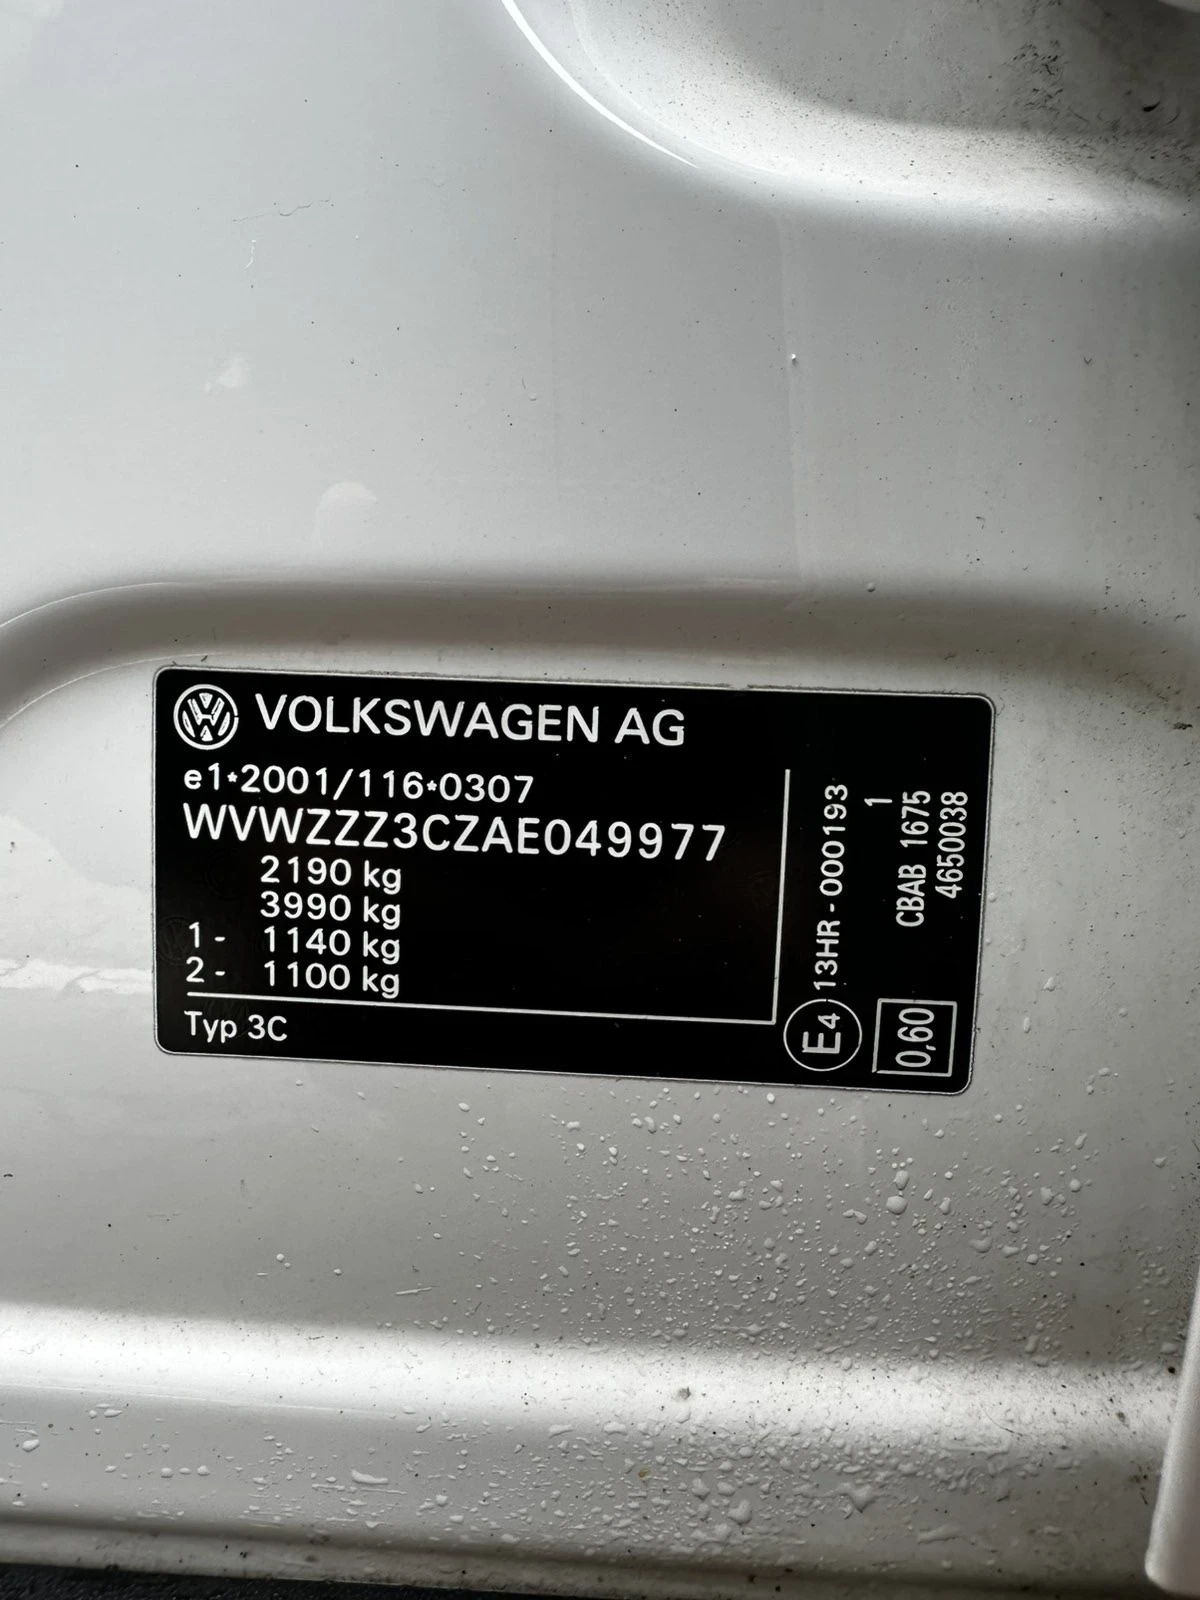 VOLKSWAGEN AG
e1*2001/116*0307
WVWZZZ3CZAE049977
2190 kg
3990 kg
1- 1140 kg
2- 1100 kg
Typ 3C
E4 13HR-000193
1
CBAB 1675
4650038
0,60